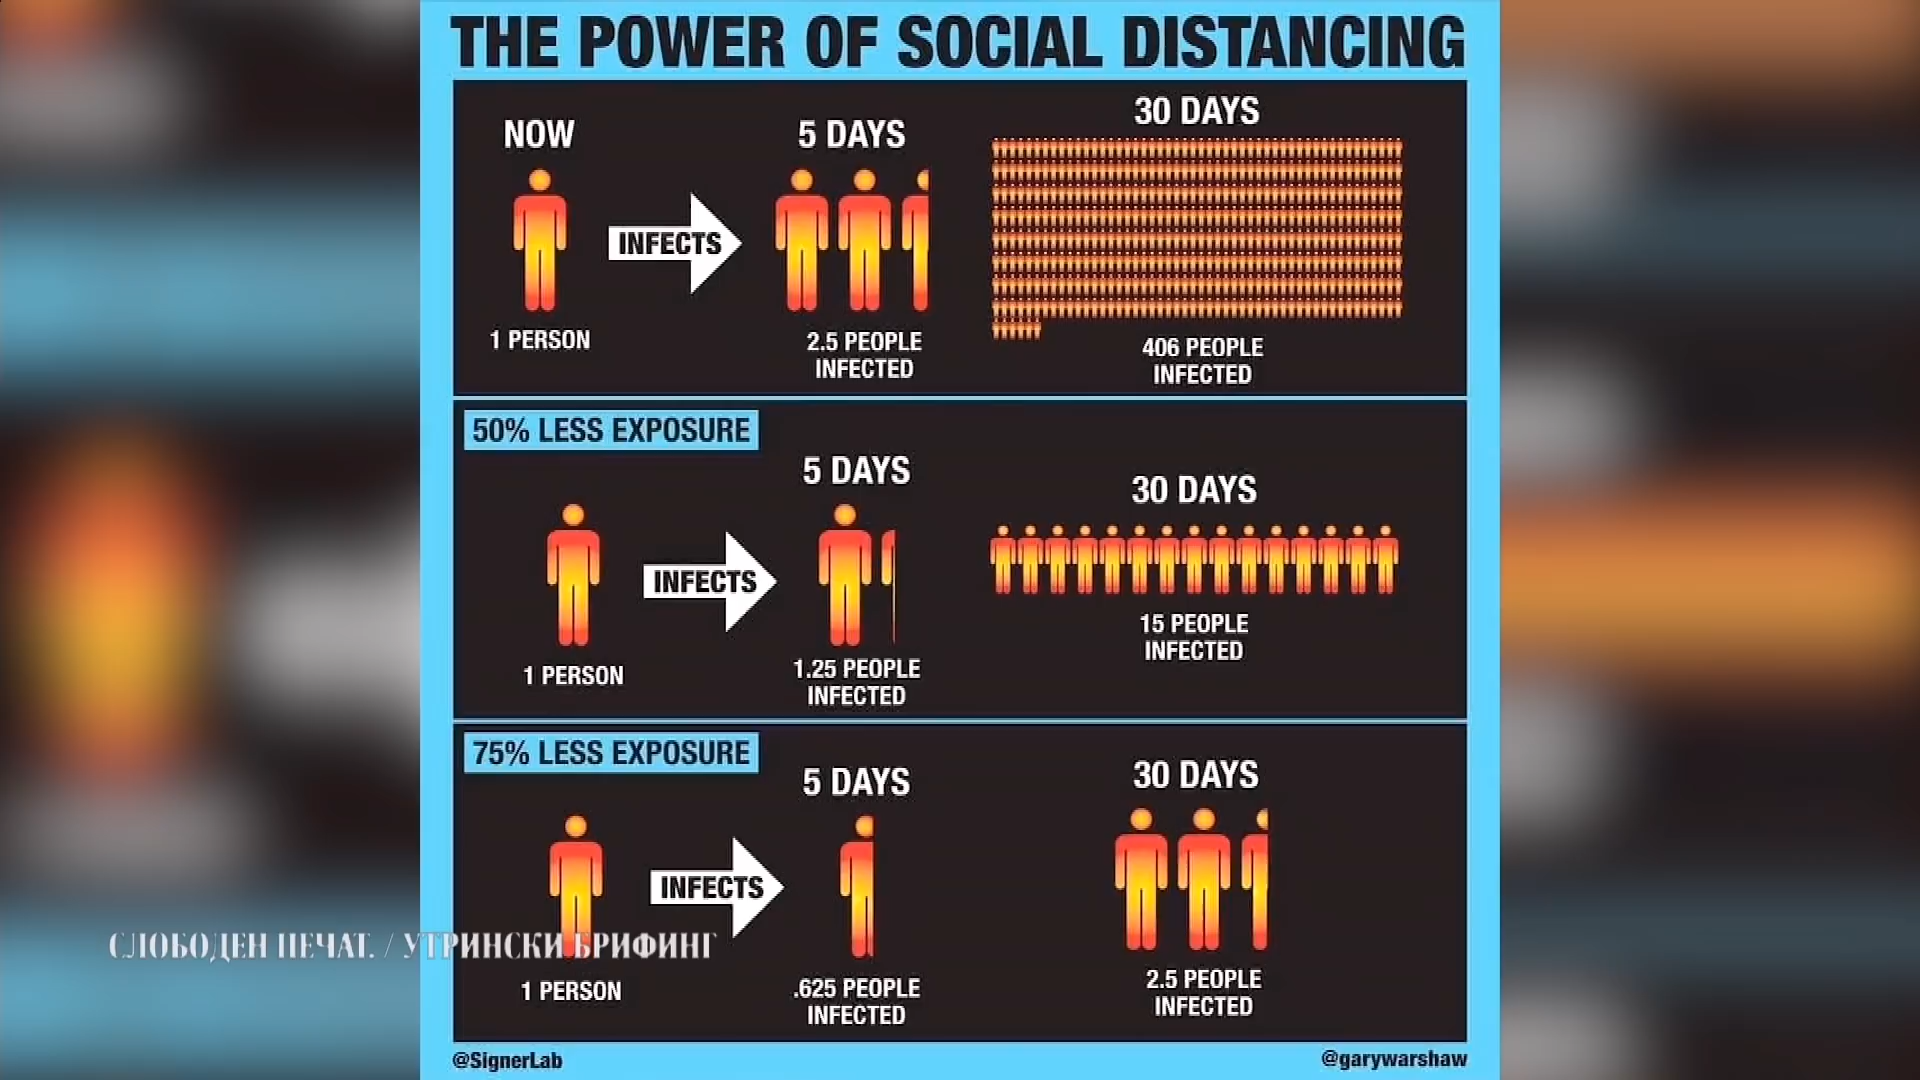 THE POWER OF SOCIAL DISTANCING
NOW
5 DAYS
30 DAYS
INFECTS
1 PERSON
2.5 PEOPLE
INFECTED
406 PEOPLE
INFECTED
50% LESS EXPOSURE
5 DAYS
30 DAYS
INFECTS
1 PERSON
1.25 PEOPLE
INFECTED
15 PEOPLE
INFECTED
75% LESS EXPOSURE
5 DAYS
30 DAYS
INFECTS
СЛОБОДЕН ПЕЧАТ. / УТРИНСКИ БРИФИНГ
1 PERSON
.625 PEOPLE
INFECTED
2.5 PEOPLE
INFECTED
@SignerLab
@garywarshaw